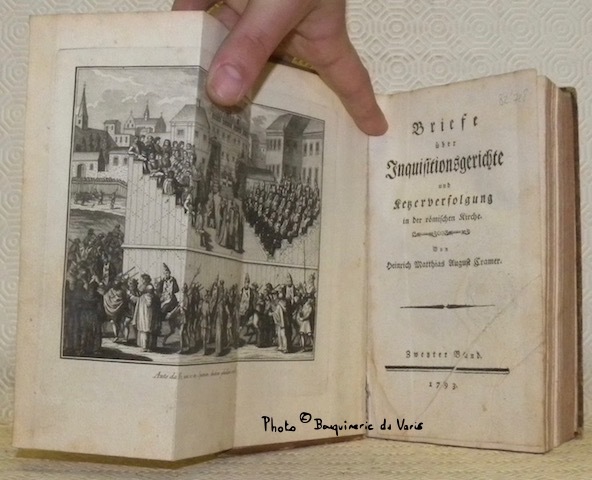 Briefe
über
Inquisitionsgerichte
und
Ketzerverfolgung
in der römischen Kirche.
Von
Heinrich Matthias August Cramer.
Zweyter Band.
1793.
Photo © Bouquinerie du Varis